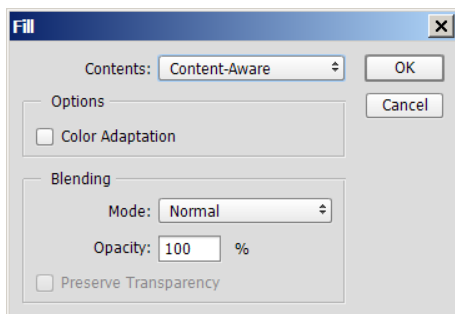 Fill
Contents: Content-Aware
OK
Options
Cancel
Color Adaptation
Blending
Mode: Normal
Opacity: 100 %
Preserve Transparency